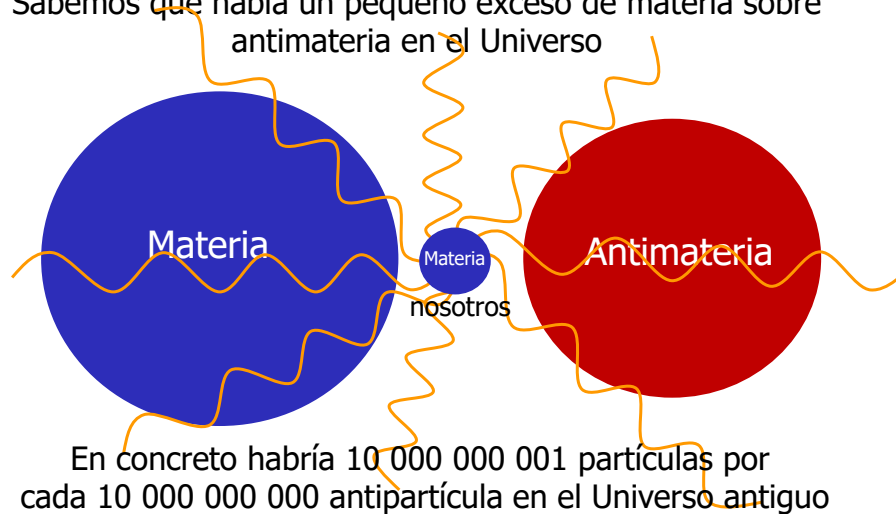 Sabemos que había un pequeño exceso de materia sobre
antimateria en el Universo
Materia
Materia
Antimateria
nosotros
En concreto habría 10 000 000 001 partículas por
cada 10 000 000 000 antipartícula en el Universo antiguo